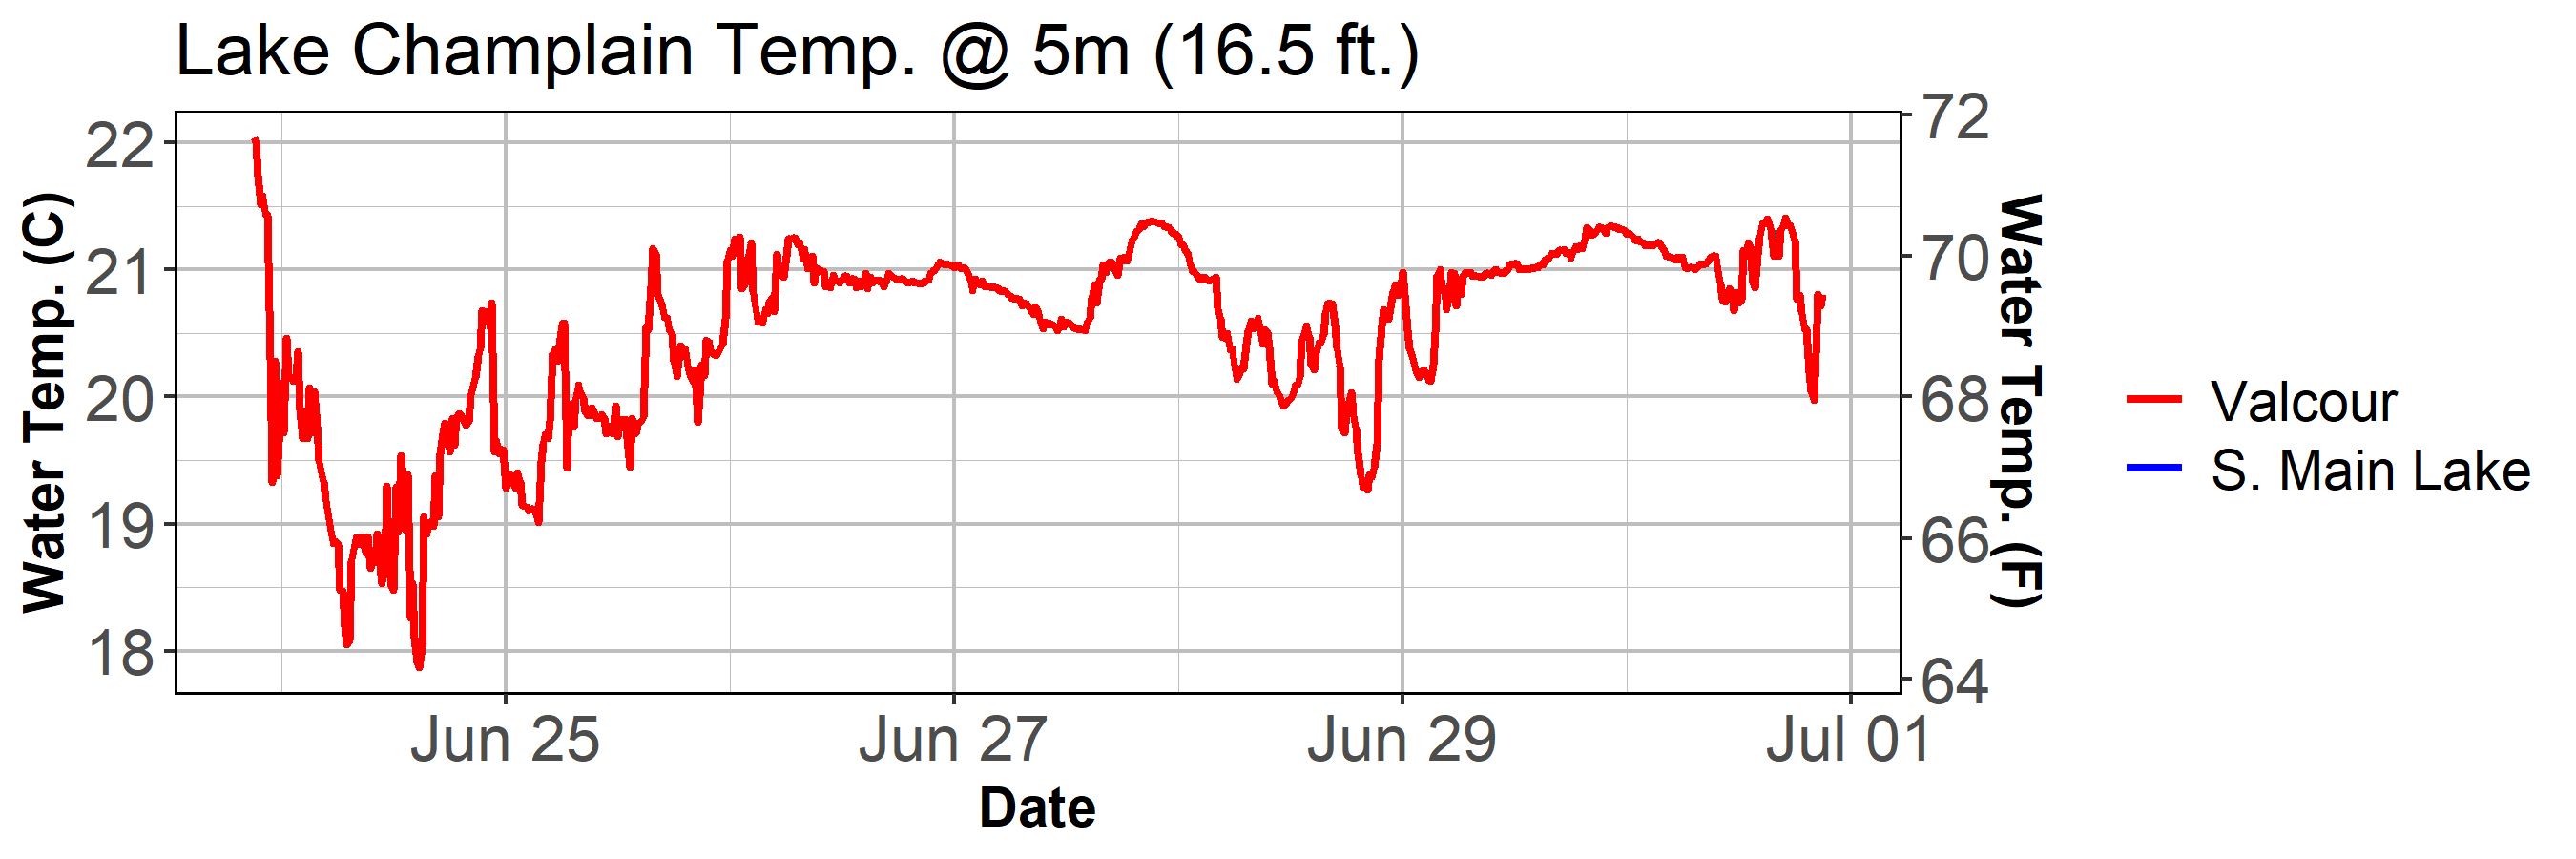 Lake Champlain Temp. @ 5m (16.5 ft.)
Water Temp. (C)
22
21
20
19
18
72
70
68
66
64
Water Temp. (F)
Jun 25
Jun 27
Jun 29
Jul 01
Date
Valcour
S. Main Lake